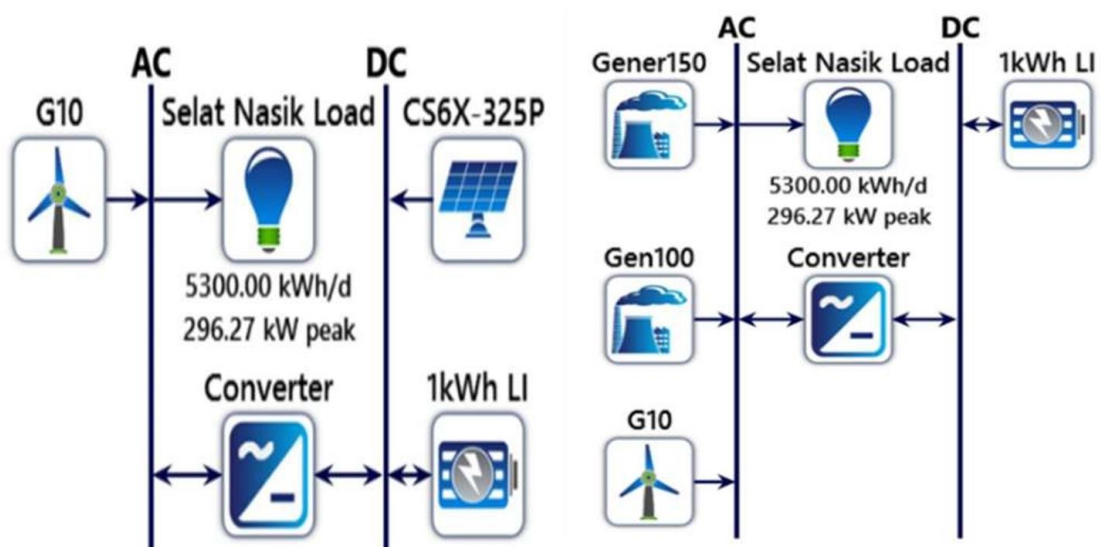 AC DC
G10 Selat Nasik Load CS6X-325P
5300.00 kWh/d
296.27 kW peak
Converter 1kWh LI
AC DC
Gener150 Selat Nasik Load 1kWh LI
5300.00 kWh/d
296.27 kW peak
Gen100 Converter
G10